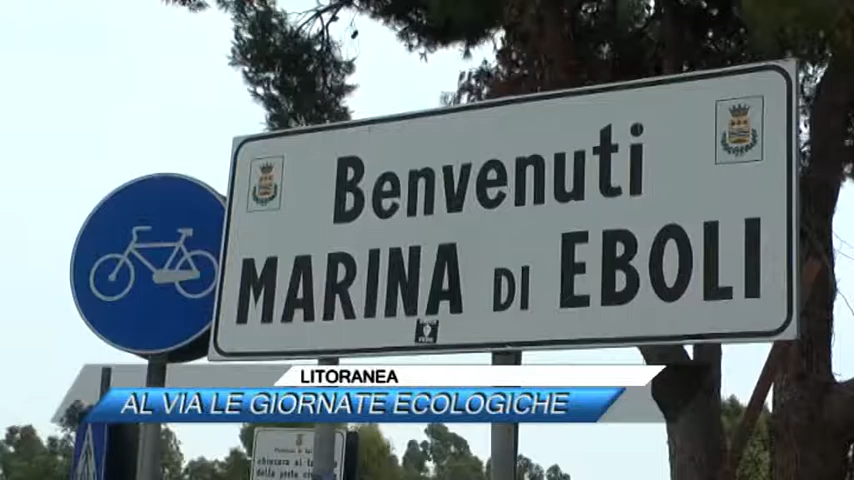 Benvenuti
MARINA DI EBOLI
LITORANEA
AL VIA LE GIORNATE ECOLOGICHE